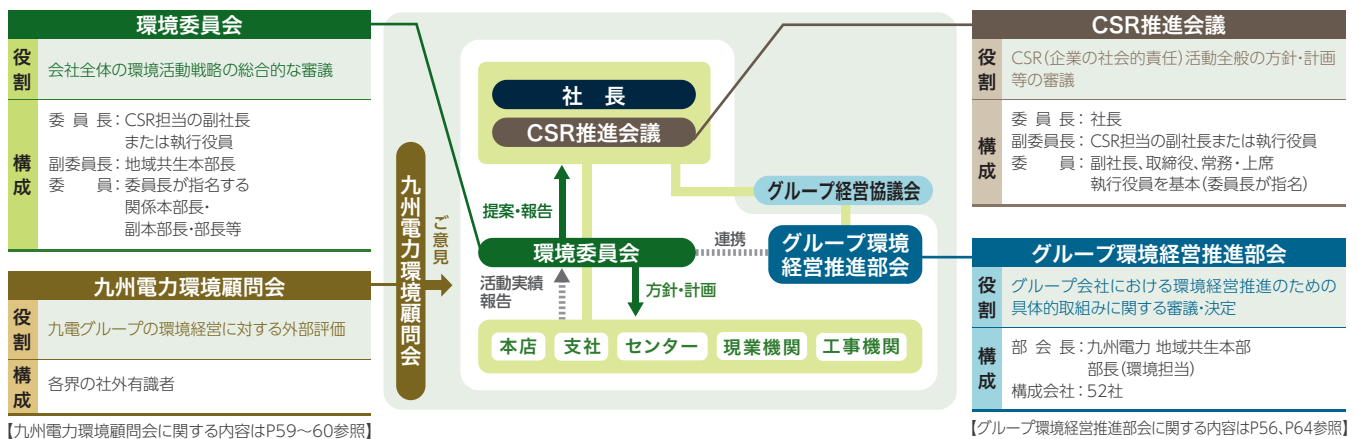 環境委員会
役割
会社全体の環境活動戦略の総合的な審議
構成
委員長：CSR担当の副社長
または執行役員
副委員長：地域共生本部長
委員：委員長が指名する
関係本部長・
副本部長・部長等
九州電力環境顧問会
役割
九電グループの環境経営に対する外部評価
構成
各界の社外有識者
【九州電力環境顧問会に関する内容はP59～60参照】
九州電力環境顧問会
ご意見
社長
CSR推進会議
提案・報告
グループ経営協議会
環境委員会
連携
グループ環境
経営推進部会
活動実績
報告
方針・計画
本店
支社
センター
現業機関
工事機関
CSR推進会議
役割
CSR（企業の社会的責任）活動全般の方針・計画
等の審議
構成
委員長：社長
副委員長：CSR担当の副社長または執行役員
委員：副社長、取締役、常務・上席
執行役員を基本（委員長が指名）
グループ環境経営推進部会
役割
グループ会社における環境経営推進のための
具体的取組みに関する審議・決定
構成
部会長：九州電力 地域共生本部
部長（環境担当）
構成会社：52社
【グループ環境経営推進部会に関する内容はP56、P64参照】